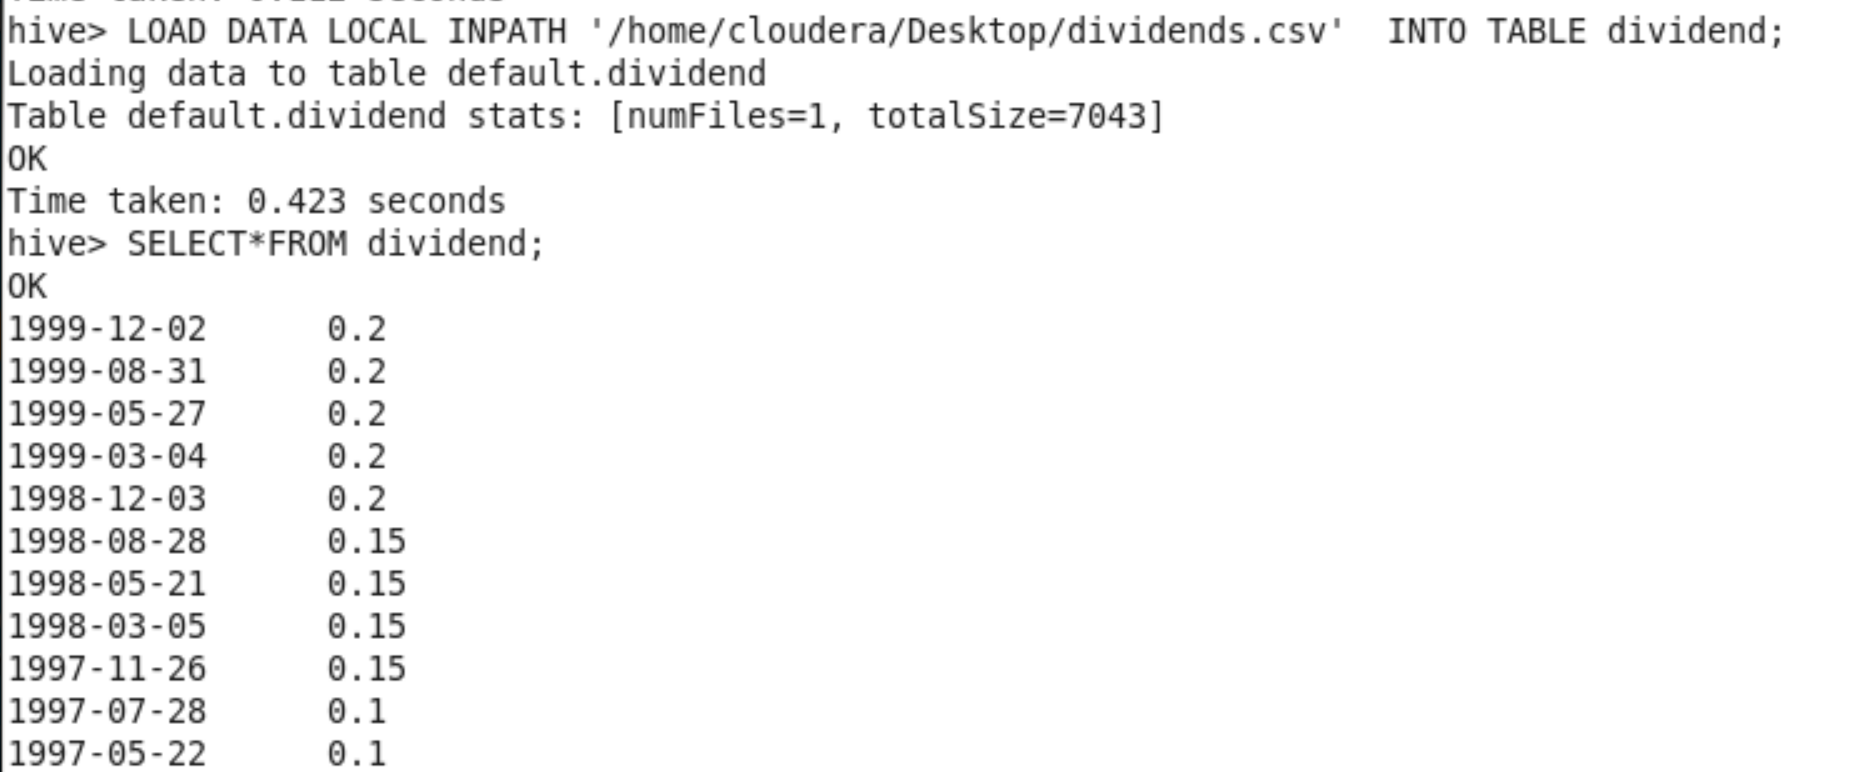 hive> LOAD DATA LOCAL INPATH '/home/cloudera/Desktop/dividends.csv'  INTO TABLE dividend;
Loading data to table default.dividend
Table default.dividend stats: [numFiles=1, totalSize=7043]
OK
Time taken: 0.423 seconds
hive> SELECT*FROM dividend;
OK
1999-12-02      0.2
1999-08-31      0.2
1999-05-27      0.2
1999-03-04      0.2
1998-12-03      0.2
1998-08-28      0.15
1998-05-21      0.15
1998-03-05      0.15
1997-11-26      0.15
1997-07-28      0.1
1997-05-22      0.1